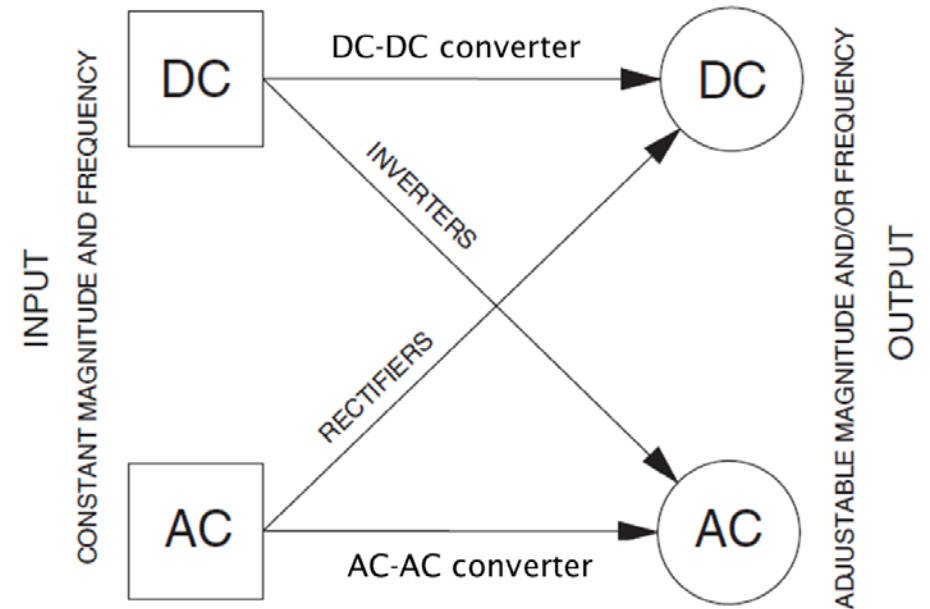 DC
DC-DC converter
DC
INVERTERS
RECTIFIERS
AC
AC-AC converter
AC
INPUT
CONSTANT MAGNITUDE AND FREQUENCY
ADJUSTABLE MAGNITUDE AND/OR FREQUENCY
OUTPUT